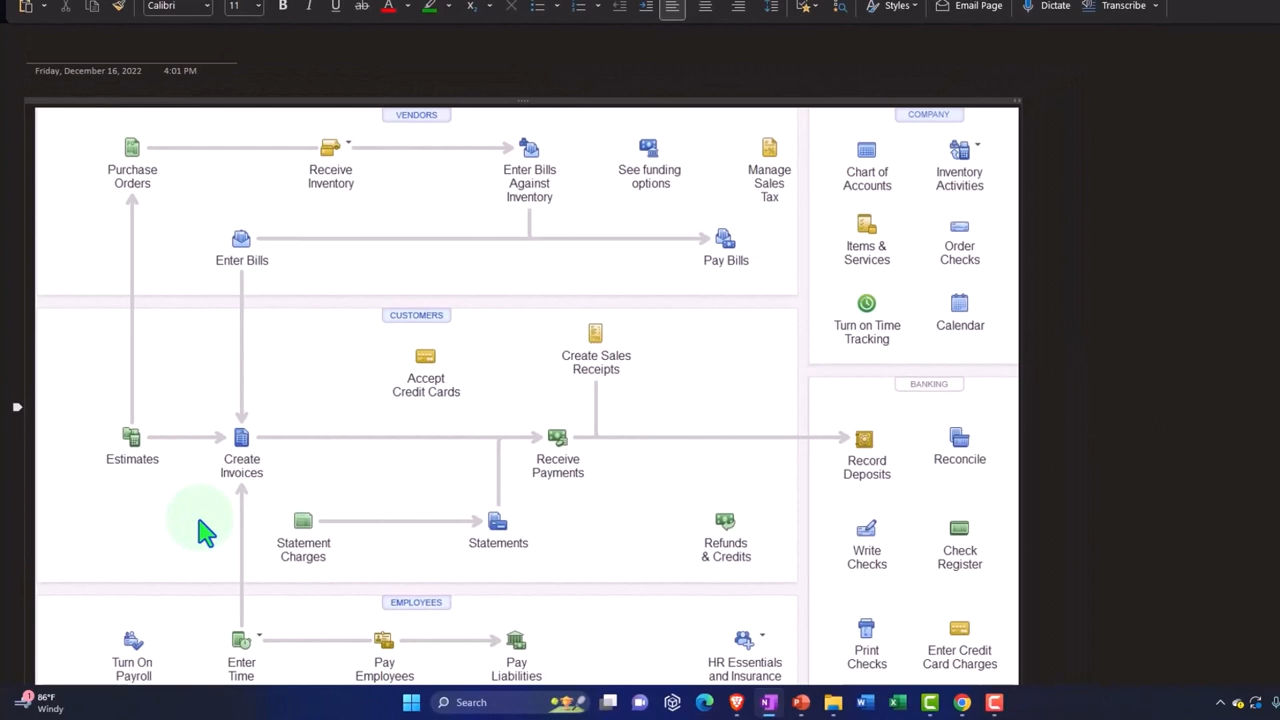 Calibri
11
B
I
U
ab
A
Styles
Email Page
Dictate
Transcribe
Friday, December 16, 2022 4:01 PM
VENDORS
Purchase
Orders
Receive
Inventory
Enter Bills
Against
Inventory
See funding
options
Manage
Sales
Tax
Enter Bills
Pay Bills
CUSTOMERS
Create Sales
Receipts
Accept
Credit Cards
Estimates
Create
Invoices
Receive
Payments
Statement
Charges
Statements
Refunds
& Credits
EMPLOYEES
Turn On
Payroll
Enter
Time
Pay
Employees
Pay
Liabilities
HR Essentials
and Insurance
COMPANY
Chart of
Accounts
Inventory
Activities
Items &
Services
Order
Checks
Turn on Time
Tracking
Calendar
BANKING
Record
Deposits
Reconcile
Write
Checks
Check
Register
Print
Checks
Enter Credit
Card Charges
1
86°F
Windy
Search